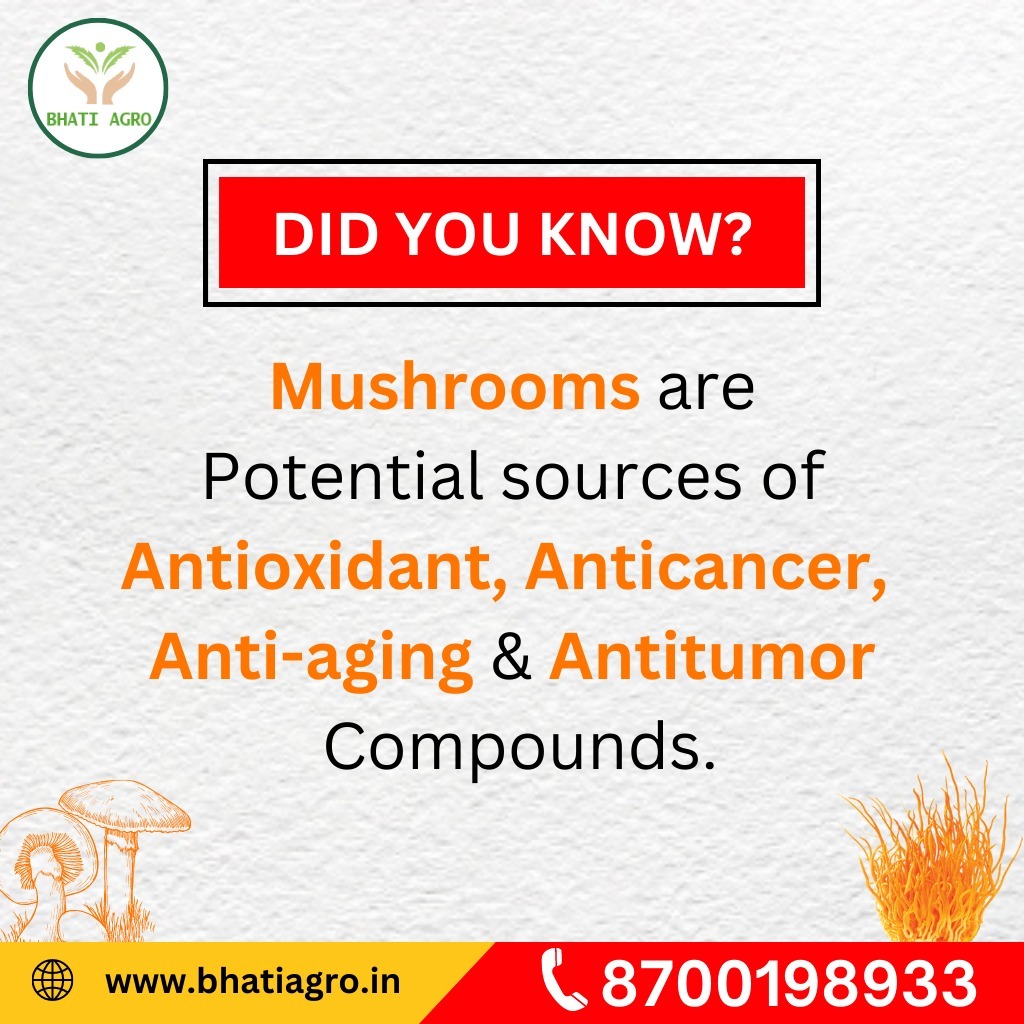 BHATI AGRO
DID YOU KNOW?
Mushrooms are
Potential sources of
Antioxidant, Anticancer,
Anti-aging & Antitumor
Compounds.
www.bhatiagro.in
8700198933